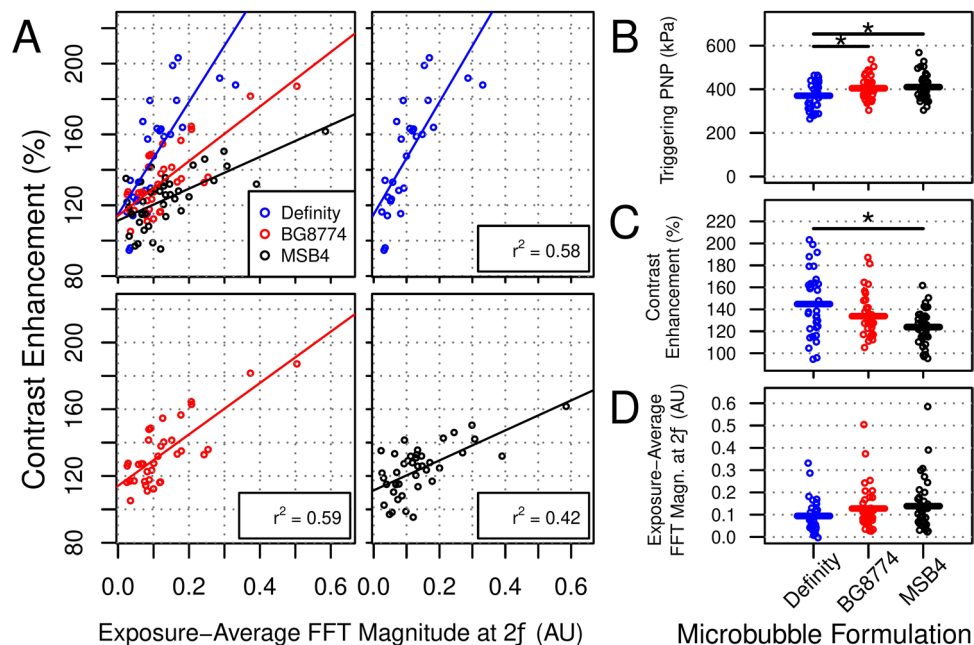 A
Contrast Enhancement (%)
80 120 160 200
Definity
BG8774
MSB4
r² = 0.58
80 120 160 200
r² = 0.59
r² = 0.42
0.0 0.2 0.4 0.6 0.0 0.2 0.4 0.6
Exposure−Average FFT Magnitude at 2ƒ (AU)
B
Triggering PNP (kPa)
600
400
200
0
*
*
C
Contrast
Enhancement (%)
220
200
180
160
140
120
100
*
D
Exposure−Average
FFT Magn. at 2ƒ (AU)
0.6
0.5
0.4
0.3
0.2
0.1
0.0
Definity
BG8774
MSB4
Microbubble Formulation